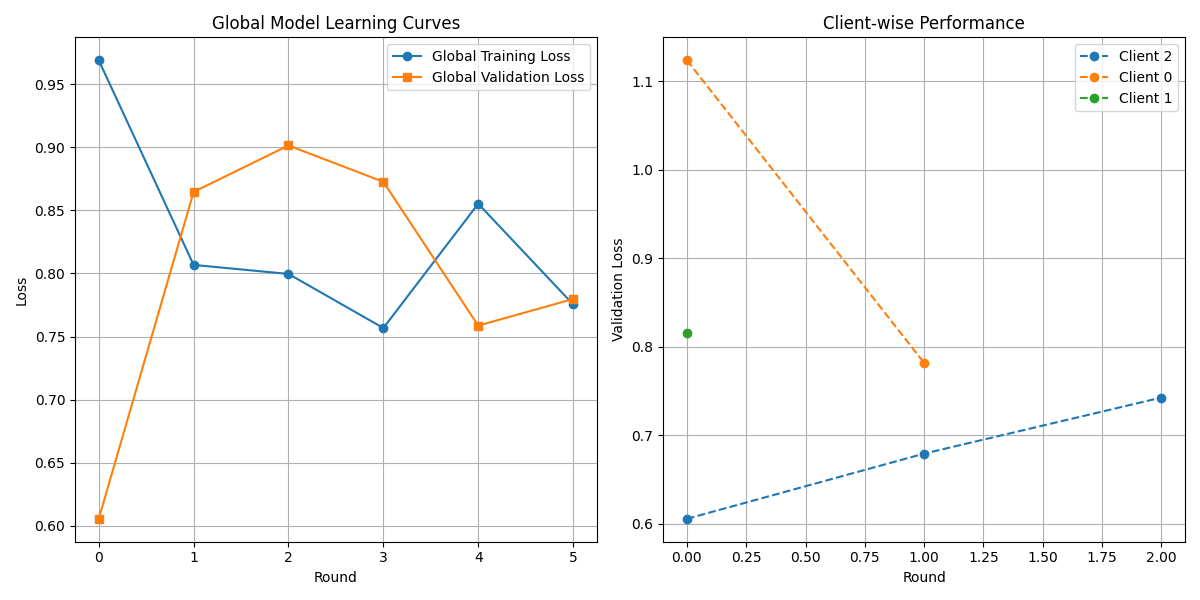 Global Model Learning Curves
Global Training Loss
Global Validation Loss
0.95
0.90
0.85
0.80
0.75
0.70
0.65
0.60
Loss
0 1 2 3 4 5
Round
Client-wise Performance
Client 2
Client 0
Client 1
1.1
1.0
0.9
0.8
0.7
0.6
Validation Loss
0.00 0.25 0.50 0.75 1.00 1.25 1.50 1.75 2.00
Round